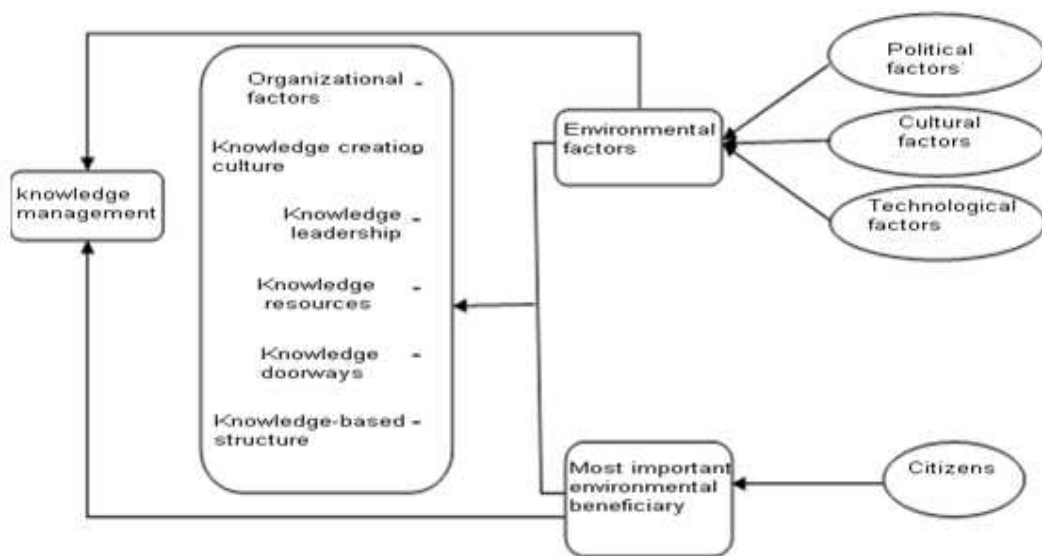 knowledge
management
Organizational -
factors
Knowledge creation -
culture
Knowledge -
leadership
Knowledge -
resources
Knowledge -
doorways
Knowledge-based -
structure
Environmental
factors
Most important
environmental
beneficiary
Political
factors
Cultural
factors
Technological
factors
Citizens